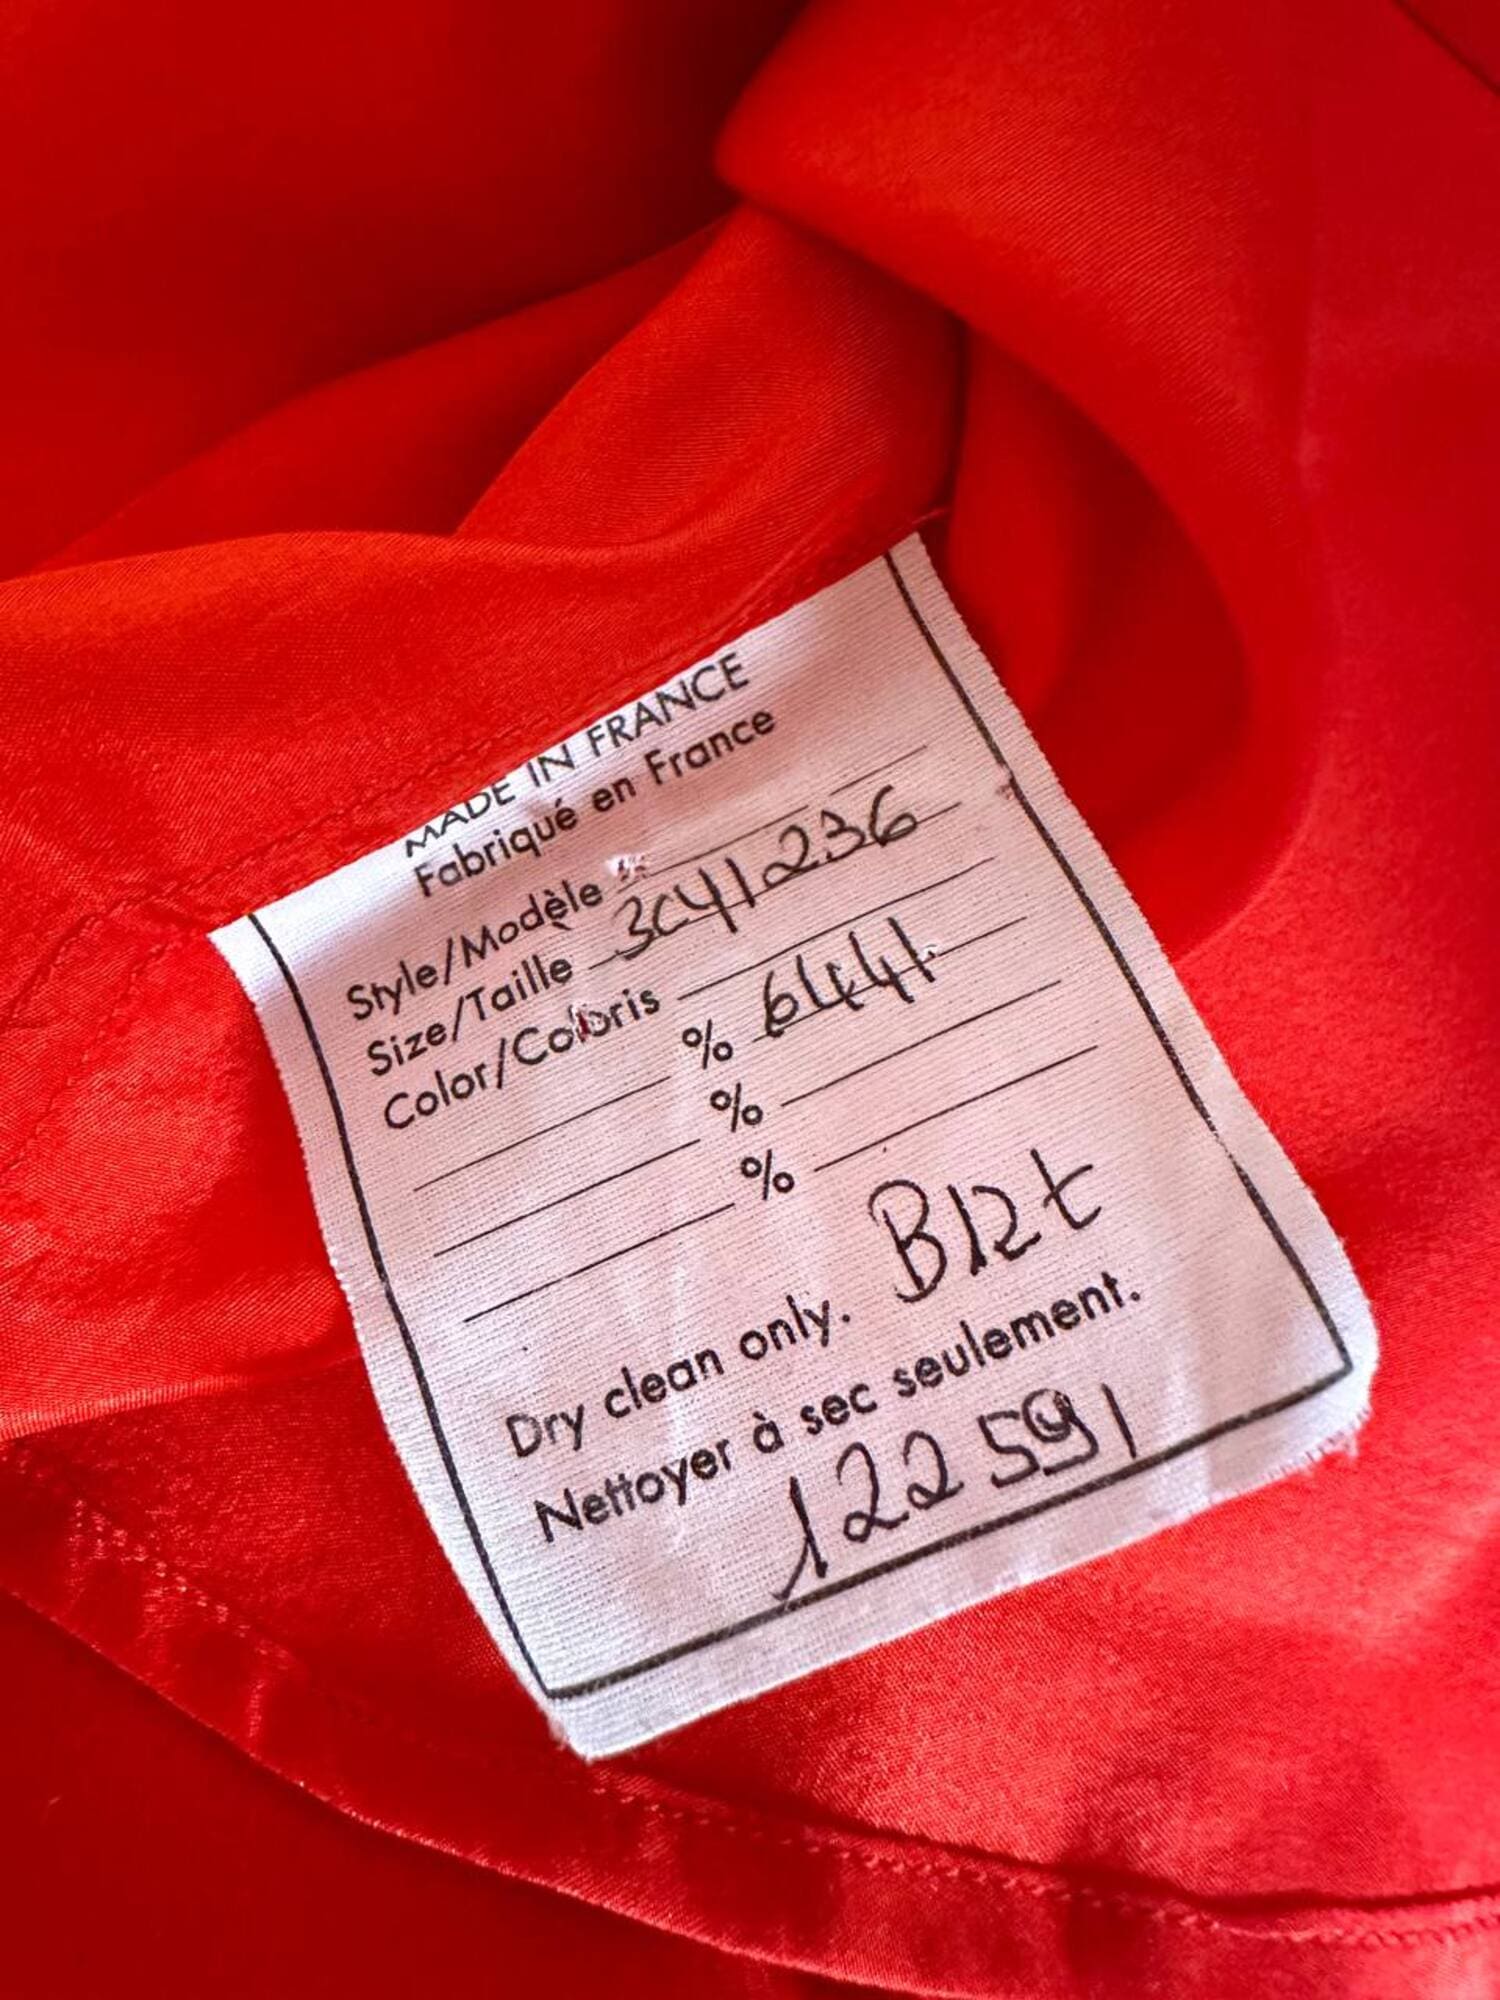 MADE IN FRANCE
Fabriqué en France
Style/Modèle
Size/Taille 3C41236
Color/Coloris
% 6441
%
%
Dry clean only. B12t
Nettoyer à sec seulement.
122591